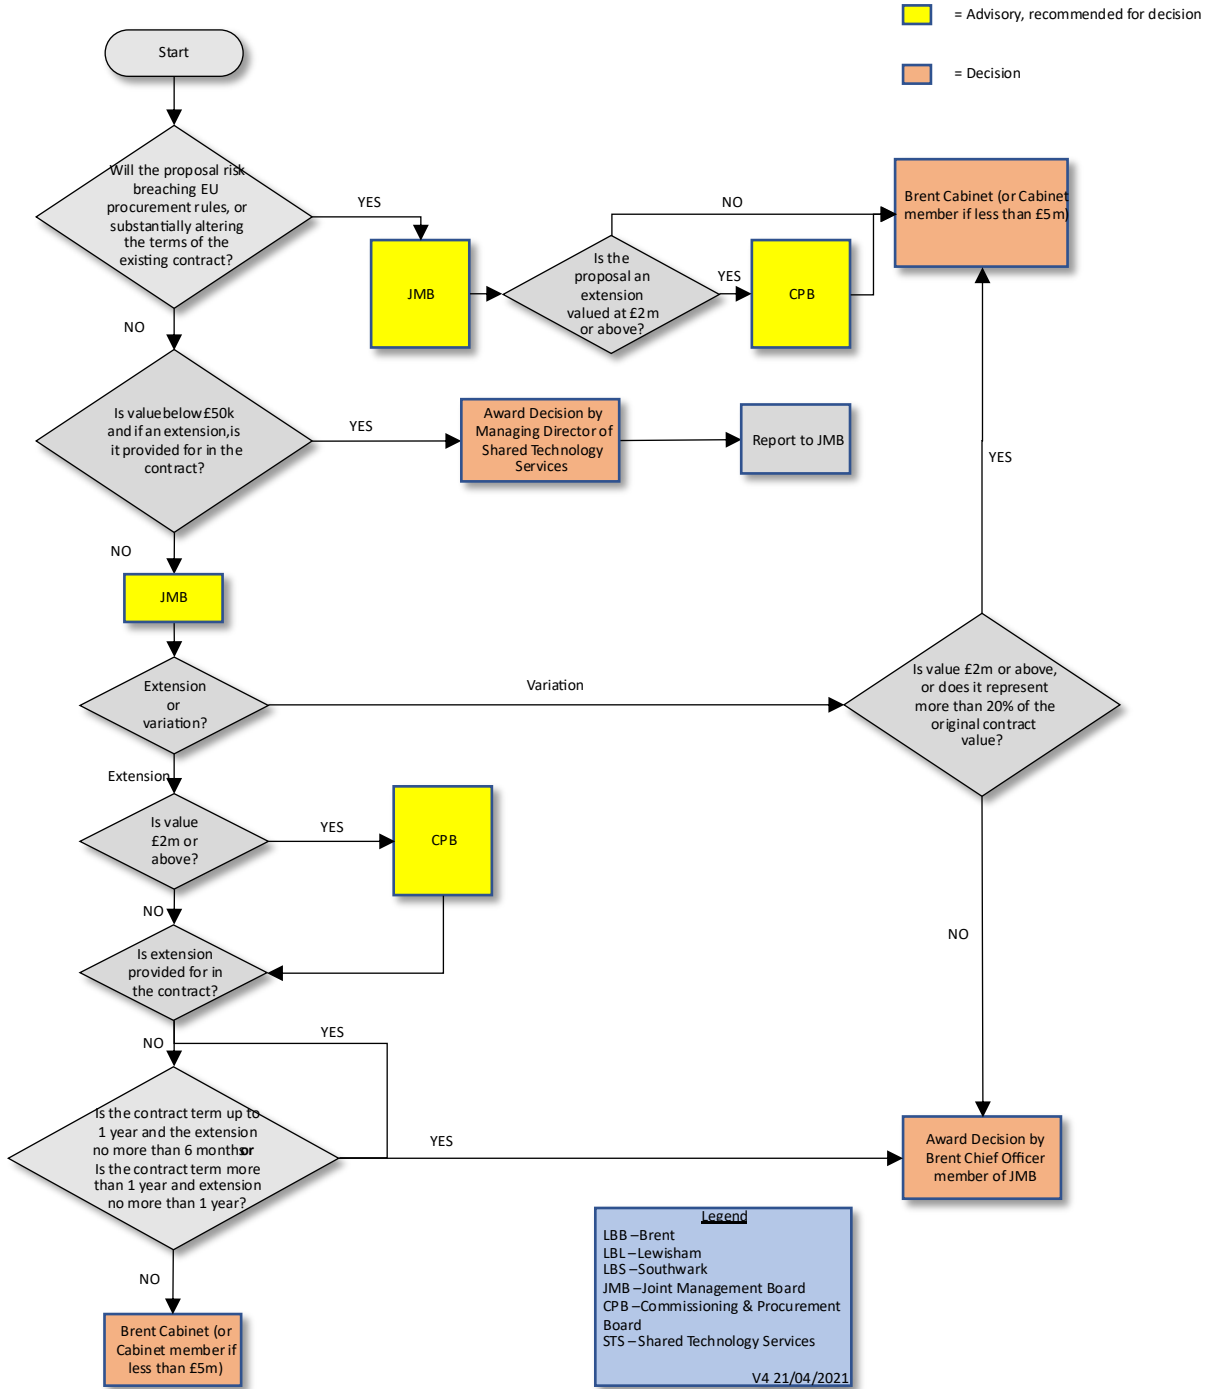 = Advisory, recommended for decision
= Decision
Start
Will the proposal risk
breaching EU
procurement rules, or
substantially altering
the terms of the
existing contract?
YES
NO
JMB
Is the
proposal an
extension
valued at £2m
or above?
NO
YES
CPB
Brent Cabinet (or Cabinet
member if less than £5m)
Is value below £50k
and if an extension, is
it provided for in the
contract?
YES
NO
Award Decision by
Managing Director of
Shared Technology
Services
Report to JMB
YES
JMB
Extension
or
variation?
Variation
Is value £2m or above,
or does it represent
more than 20% of the
original contract
value?
Extension
Is value
£2m or
above?
YES
CPB
NO
Is extension
provided for in
the contract?
NO
YES
NO
Is the contract term up to
1 year and the extension
no more than 6 months or
Is the contract term more
than 1 year and extension
no more than 1 year?
YES
Award Decision by
Brent Chief Officer
member of JMB
NO
Brent Cabinet (or
Cabinet member if
less than £5m)
Legend
LBB – Brent
LBL – Lewisham
LBS – Southwark
JMB – Joint Management Board
CPB – Commissioning & Procurement
Board
STS – Shared Technology Services
V4 21/04/2021